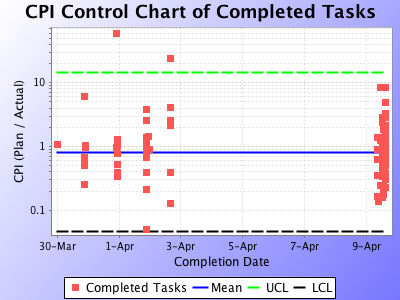 CPI Control Chart of Completed Tasks
CPI (Plan / Actual)
10
1
0.1
30-Mar 1-Apr 3-Apr 5-Apr 7-Apr 9-Apr
Completion Date
Completed Tasks Mean UCL LCL